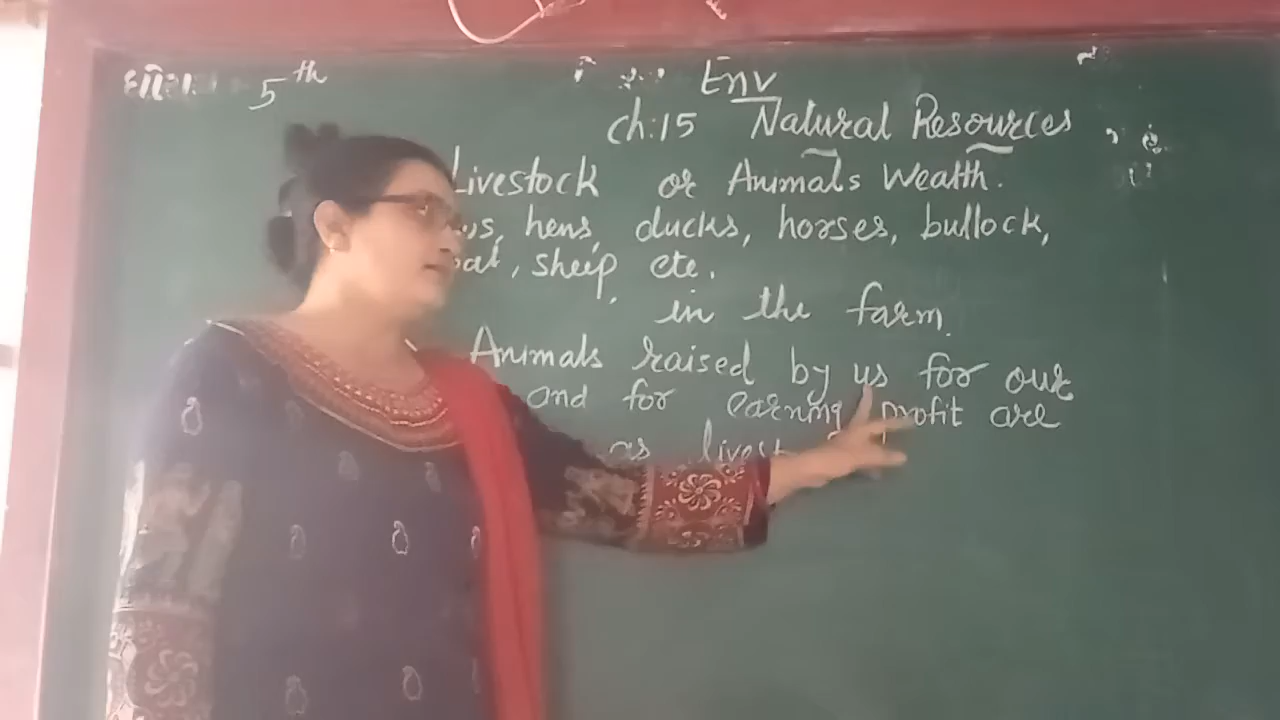 5th Env
ch:15 Natural Resources
Livestock or Animals Wealth.
hens, ducks, horses, bullock,
sheep etc.
in the farm.
Animals raised by us for our
and for earning profit are
as